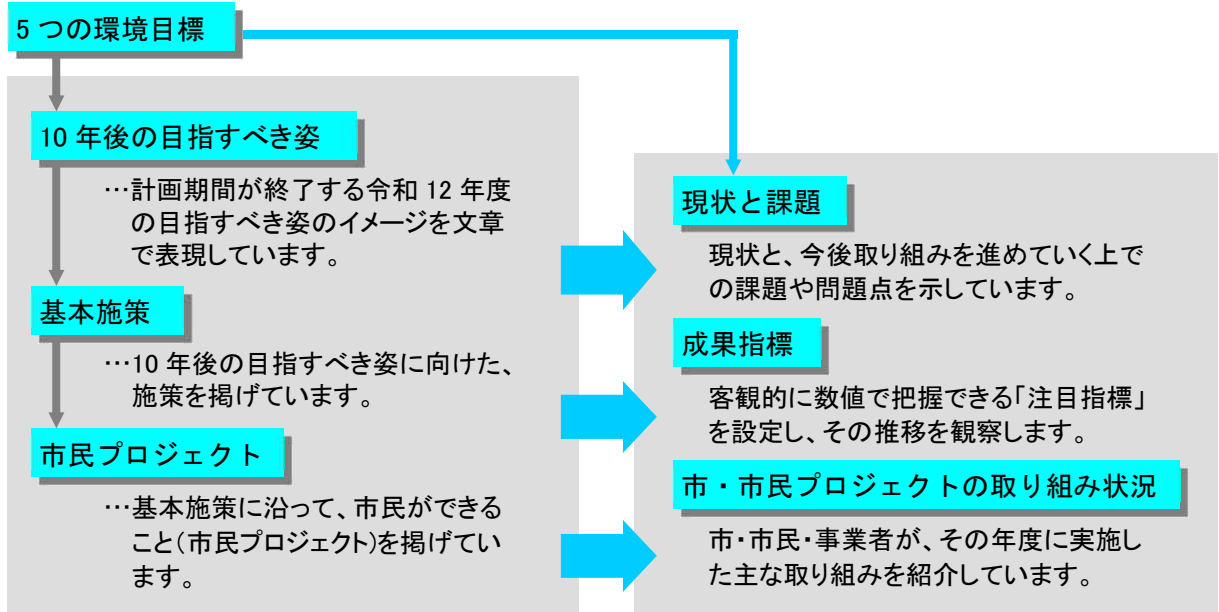 5 つの環境目標
10 年後の目指すべき姿
…計画期間が終了する令和 12 年度
の目指すべき姿のイメージを文章
で表現しています。
基本施策
…10 年後の目指すべき姿に向けた、
施策を掲げています。
市民プロジェクト
…基本施策に沿って、市民ができる
こと(市民プロジェクト)を掲げてい
ます。
現状と課題
現状と、今後取り組みを進めていく上で
の課題や問題点を示しています。
成果指標
客観的に数値で把握できる「注目指標」
を設定し、その推移を観察します。
市・市民プロジェクトの取り組み状況
市・市民・事業者が、その年度に実施し
た主な取り組みを紹介しています。